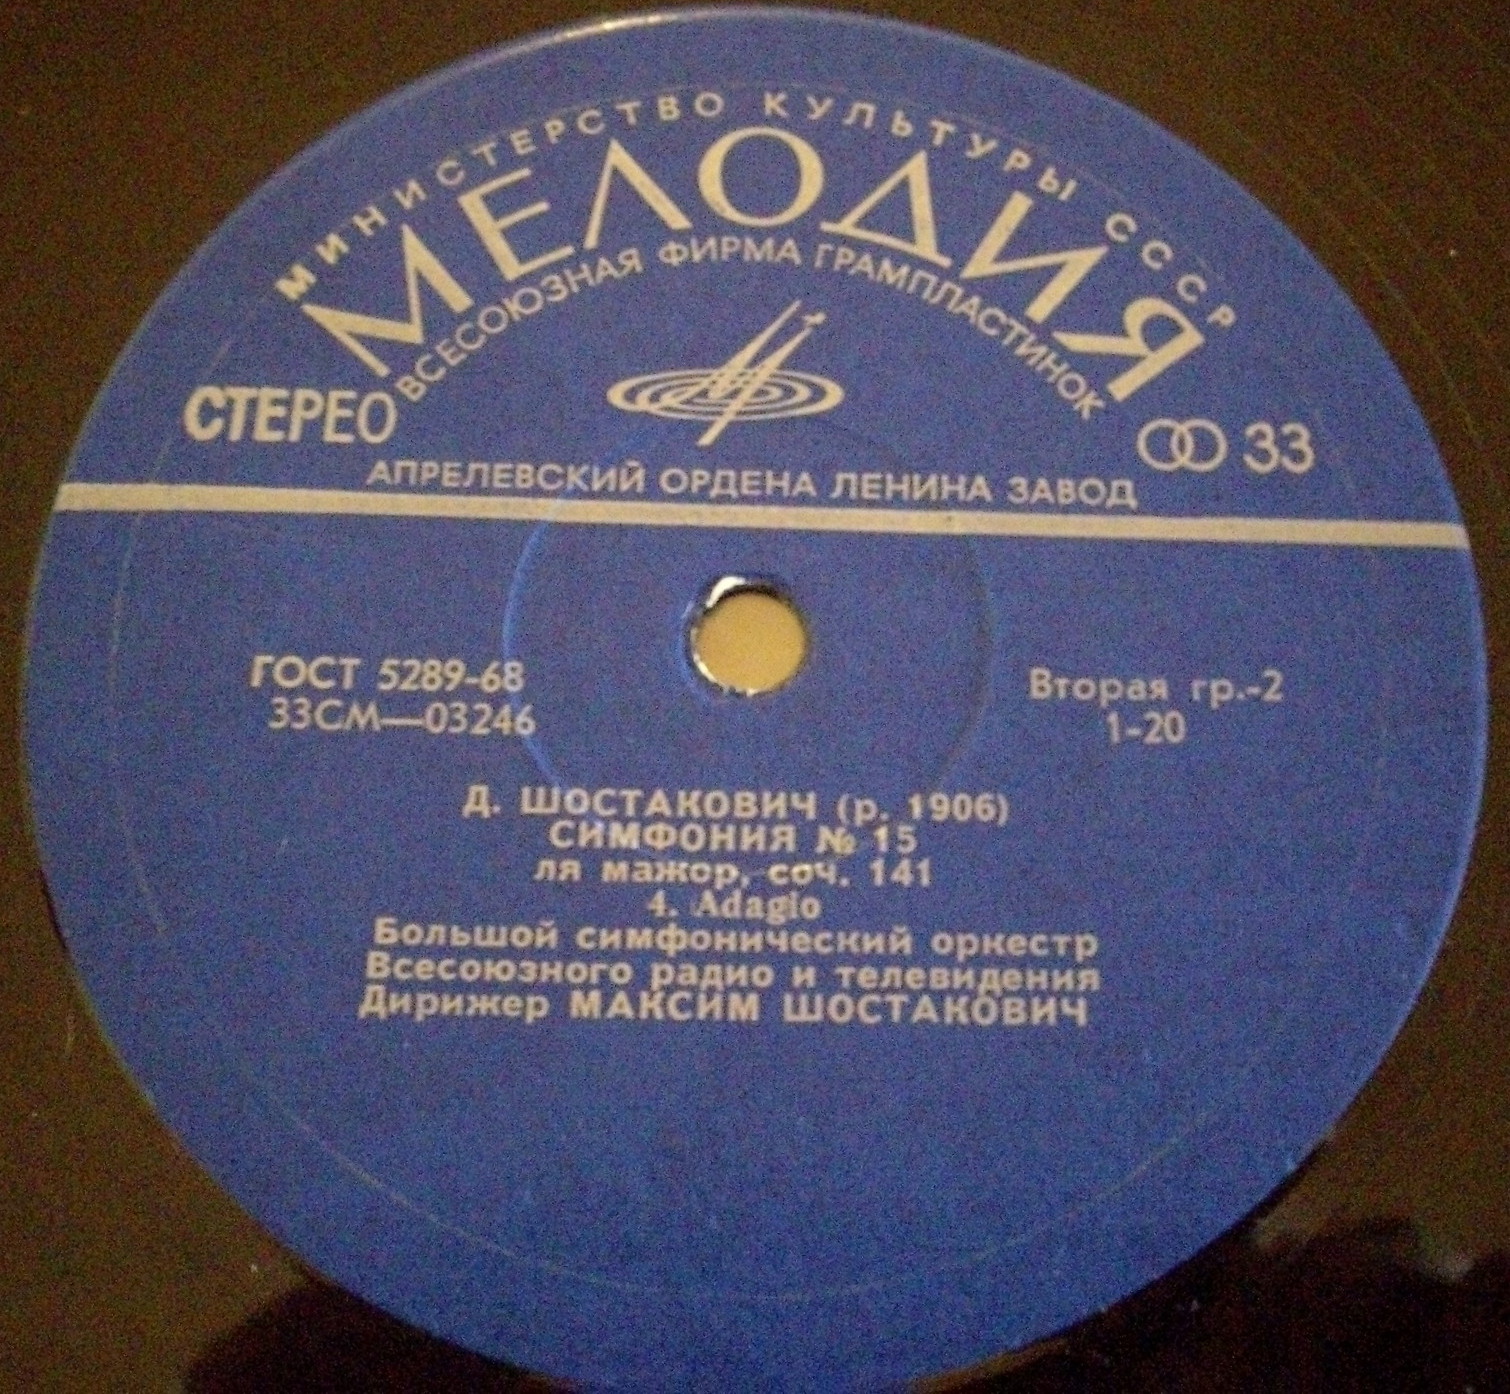 МИНИСТЕРСТВО КУЛЬТУРЫ СССР
МЕЛОДИЯ
ВСЕСОЮЗНАЯ ФИРМА ГРАМПЛАСТИНОК
СТЕРЕО
33
АПРЕЛЕВСКИЙ ОРДЕНА ЛЕНИНА ЗАВОД
ГОСТ 5289-68
33СМ—03246
Вторая гр.-2
1-20
Д. ШОСТАКОВИЧ (р. 1906)
СИМФОНИЯ № 15
ля мажор, соч. 141
4. Adagio
Большой симфонический оркестр
Всесоюзного радио и телевидения
Дирижер МАКСИМ ШОСТАКОВИЧ